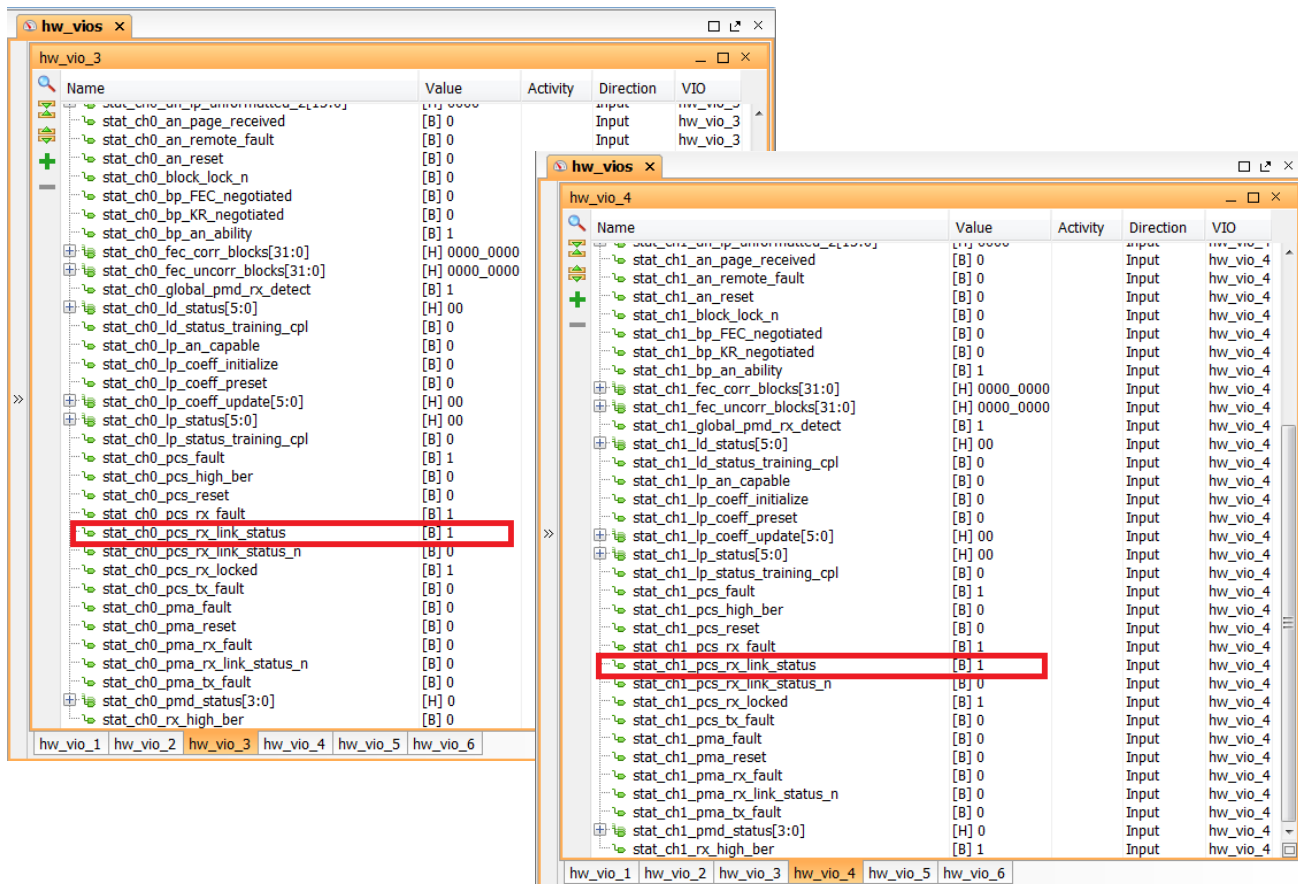 hw_vios
hw_vio_3
Name Value Activity Direction VIO
stat_ch0_an_lp_unformatted_2[15:0] [H] 0000 Input hw_vio_3
stat_ch0_an_page_received [B] 0 Input hw_vio_3
stat_ch0_an_remote_fault [B] 0 Input hw_vio_3
stat_ch0_an_reset [B] 0
stat_ch0_block_lock_n [B] 0
stat_ch0_bp_FEC_negotiated [B] 0
stat_ch0_bp_KR_negotiated [B] 0
stat_ch0_bp_an_ability [B] 1
stat_ch0_fec_corr_blocks[31:0] [H] 0000_0000
stat_ch0_fec_uncorr_blocks[31:0] [H] 0000_0000
stat_ch0_global_pmd_rx_detect [B] 1
stat_ch0_ld_status[5:0] [H] 00
stat_ch0_ld_status_training_cpl [B] 0
stat_ch0_lp_an_capable [B] 0
stat_ch0_lp_coeff_initialize [B] 0
stat_ch0_lp_coeff_preset [B] 0
stat_ch0_lp_coeff_update[5:0] [H] 00
stat_ch0_lp_status[5:0] [H] 00
stat_ch0_lp_status_training_cpl [B] 0
stat_ch0_pcs_fault [B] 1
stat_ch0_pcs_high_ber [B] 0
stat_ch0_pcs_reset [B] 0
stat_ch0_pcs_rx_fault [B] 1
stat_ch0_pcs_rx_link_status [B] 1
stat_ch0_pcs_rx_link_status_n [B] 0
stat_ch0_pcs_rx_locked [B] 1
stat_ch0_pcs_tx_fault [B] 0
stat_ch0_pma_fault [B] 0
stat_ch0_pma_reset [B] 0
stat_ch0_pma_rx_fault [B] 0
stat_ch0_pma_rx_link_status_n [B] 0
stat_ch0_pma_tx_fault [B] 0
stat_ch0_pmd_status[3:0] [H] 0
stat_ch0_rx_high_ber [B] 0
hw_vio_1 hw_vio_2 hw_vio_3 hw_vio_4 hw_vio_5 hw_vio_6
hw_vios
hw_vio_4
Name Value Activity Direction VIO
stat_ch1_an_lp_unformatted_2[15:0] [H] 0000 Input hw_vio_4
stat_ch1_an_page_received [B] 0 Input hw_vio_4
stat_ch1_an_remote_fault [B] 0 Input hw_vio_4
stat_ch1_an_reset [B] 0 Input hw_vio_4
stat_ch1_block_lock_n [B] 0 Input hw_vio_4
stat_ch1_bp_FEC_negotiated [B] 0 Input hw_vio_4
stat_ch1_bp_KR_negotiated [B] 0 Input hw_vio_4
stat_ch1_bp_an_ability [B] 1 Input hw_vio_4
stat_ch1_fec_corr_blocks[31:0] [H] 0000_0000 Input hw_vio_4
stat_ch1_fec_uncorr_blocks[31:0] [H] 0000_0000 Input hw_vio_4
stat_ch1_global_pmd_rx_detect [B] 1 Input hw_vio_4
stat_ch1_ld_status[5:0] [H] 00 Input hw_vio_4
stat_ch1_ld_status_training_cpl [B] 0 Input hw_vio_4
stat_ch1_lp_an_capable [B] 0 Input hw_vio_4
stat_ch1_lp_coeff_initialize [B] 0 Input hw_vio_4
stat_ch1_lp_coeff_preset [B] 0 Input hw_vio_4
stat_ch1_lp_coeff_update[5:0] [H] 00 Input hw_vio_4
stat_ch1_lp_status[5:0] [H] 00 Input hw_vio_4
stat_ch1_lp_status_training_cpl [B] 0 Input hw_vio_4
stat_ch1_pcs_fault [B] 1 Input hw_vio_4
stat_ch1_pcs_high_ber [B] 0 Input hw_vio_4
stat_ch1_pcs_reset [B] 0 Input hw_vio_4
stat_ch1_pcs_rx_fault [B] 1 Input hw_vio_4
stat_ch1_pcs_rx_link_status [B] 1 Input hw_vio_4
stat_ch1_pcs_rx_link_status_n [B] 0 Input hw_vio_4
stat_ch1_pcs_rx_locked [B] 1 Input hw_vio_4
stat_ch1_pcs_tx_fault [B] 0 Input hw_vio_4
stat_ch1_pma_fault [B] 0 Input hw_vio_4
stat_ch1_pma_reset [B] 0 Input hw_vio_4
stat_ch1_pma_rx_fault [B] 0 Input hw_vio_4
stat_ch1_pma_rx_link_status_n [B] 0 Input hw_vio_4
stat_ch1_pma_tx_fault [B] 0 Input hw_vio_4
stat_ch1_pmd_status[3:0] [H] 0 Input hw_vio_4
stat_ch1_rx_high_ber [B] 1 Input hw_vio_4
hw_vio_1 hw_vio_2 hw_vio_3 hw_vio_4 hw_vio_5 hw_vio_6